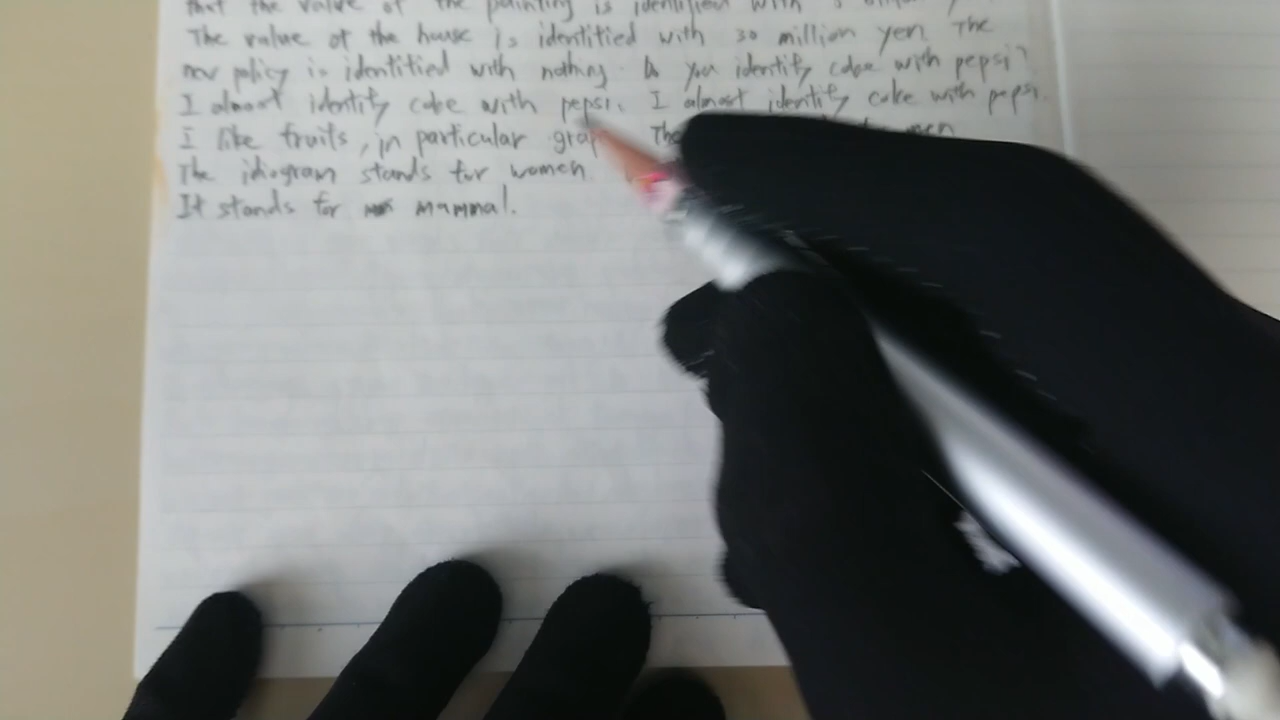 that the value of the painting is identified with 5
The value of the house is identitied with 30 million yen. The
new policy is identitied with nothing. Do you identify coke with pepsi?
I almost identify coke with pepsi. I almost identify coke with pepsi.
I like fruits, in particular men
The idiogram stands for women
It stands for mammal.